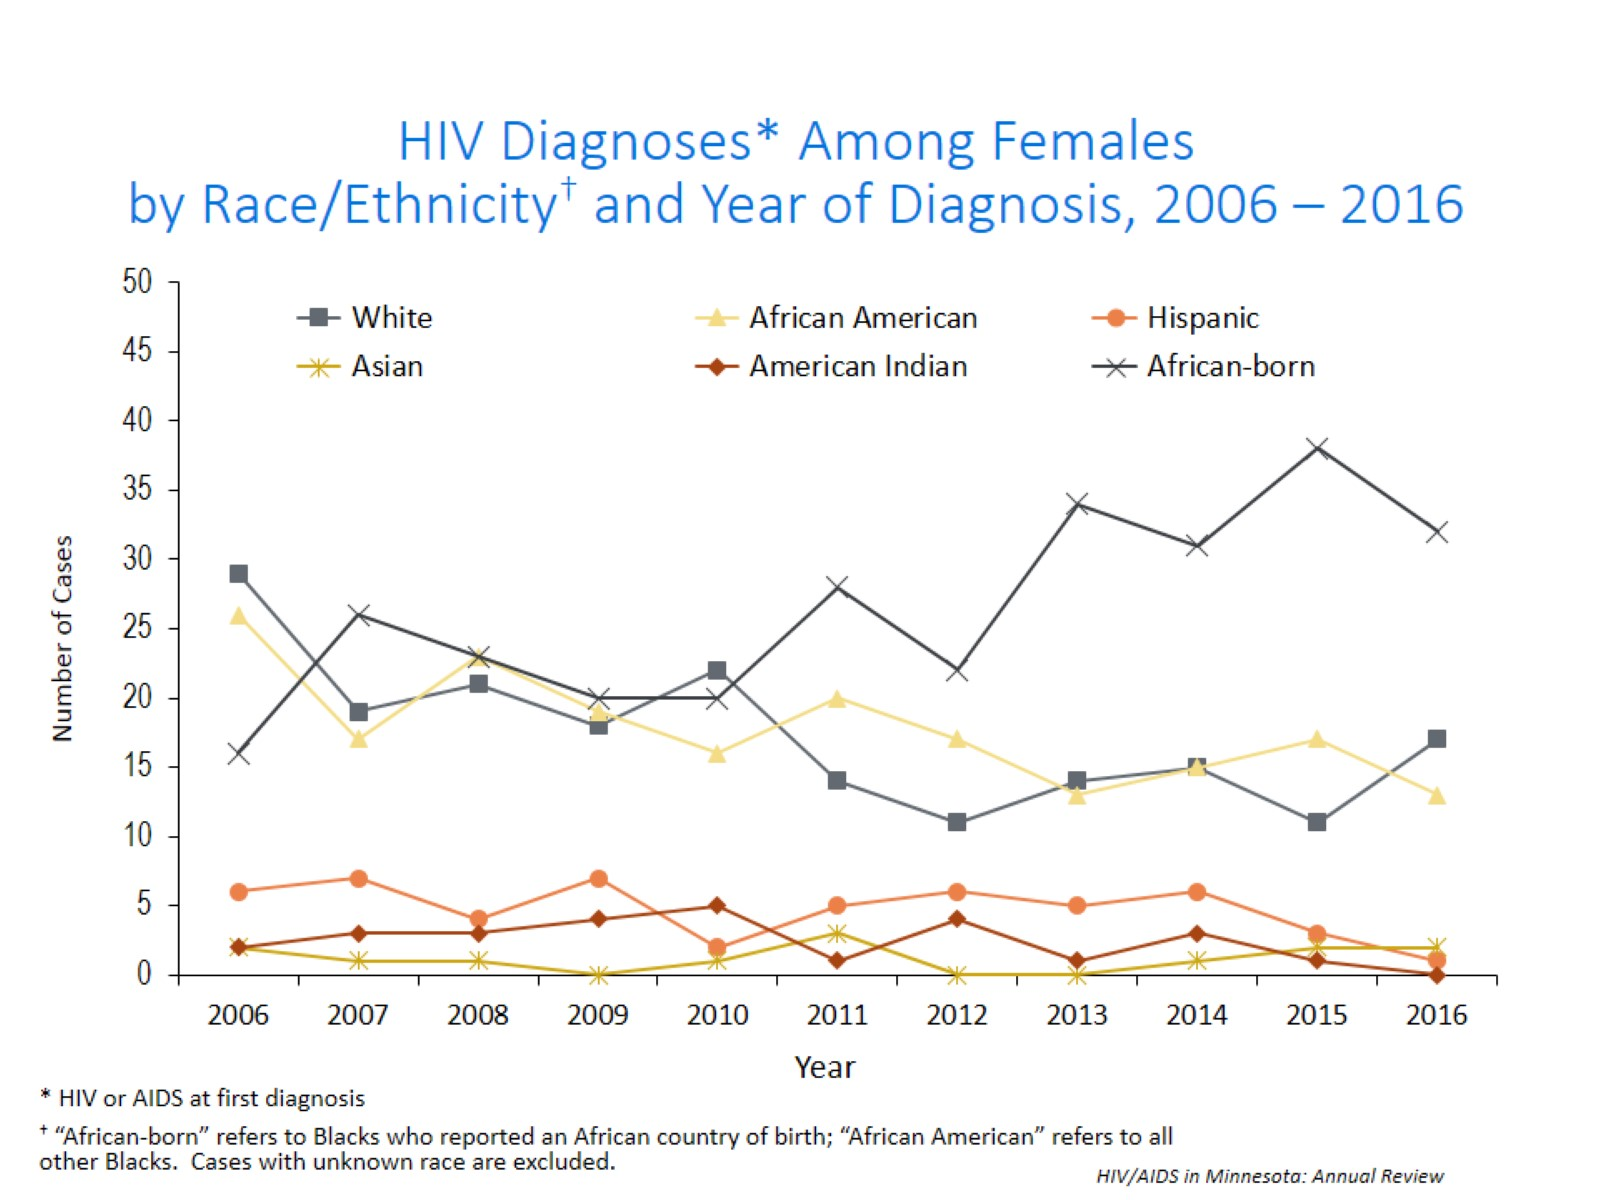 HIV Diagnoses* Among Females
by Race/Ethnicity† and Year of Diagnosis, 2006 – 2016
50
45
40
35
30
25
20
15
10
5
0
Number of Cases
White
African American
Hispanic
Asian
American Indian
African-born
2006 2007 2008 2009 2010 2011 2012 2013 2014 2015 2016
Year
* HIV or AIDS at first diagnosis
† “African-born” refers to Blacks who reported an African country of birth; “African American” refers to all
other Blacks. Cases with unknown race are excluded.
HIV/AIDS in Minnesota: Annual Review